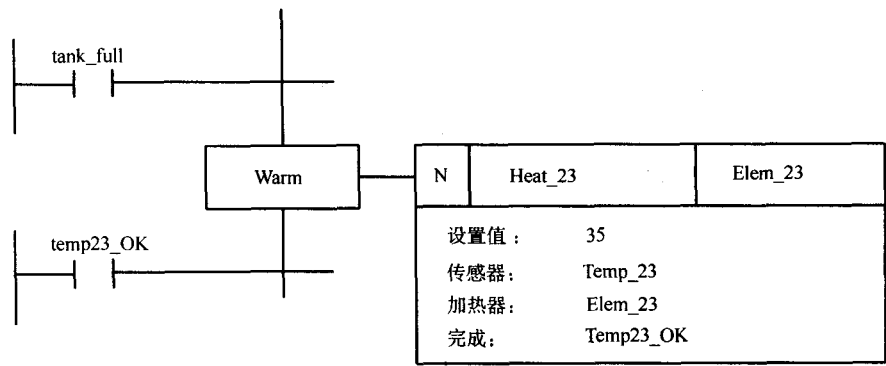 tank_full
Warm
N Heat_23 Elem_23
temp23_OK
设置值： 35
传感器： Temp_23
加热器： Elem_23
完成： Temp23_OK